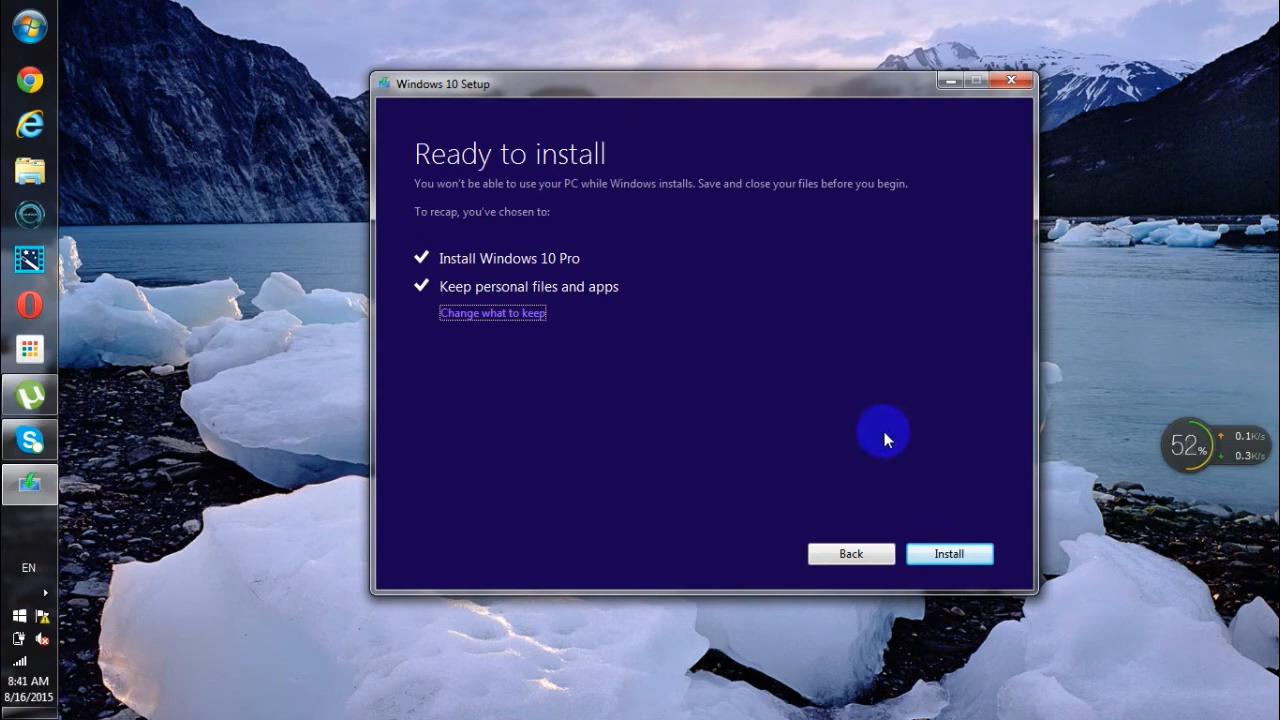 Windows 10 Setup
Ready to install
You won't be able to use your PC while Windows installs. Save and close your files before you begin.
To recap, you've chosen to:
Install Windows 10 Pro
Keep personal files and apps
Change what to keep
Back
Install
52%
0.1K/s
0.3K/s
EN
8:41 AM
8/16/2015